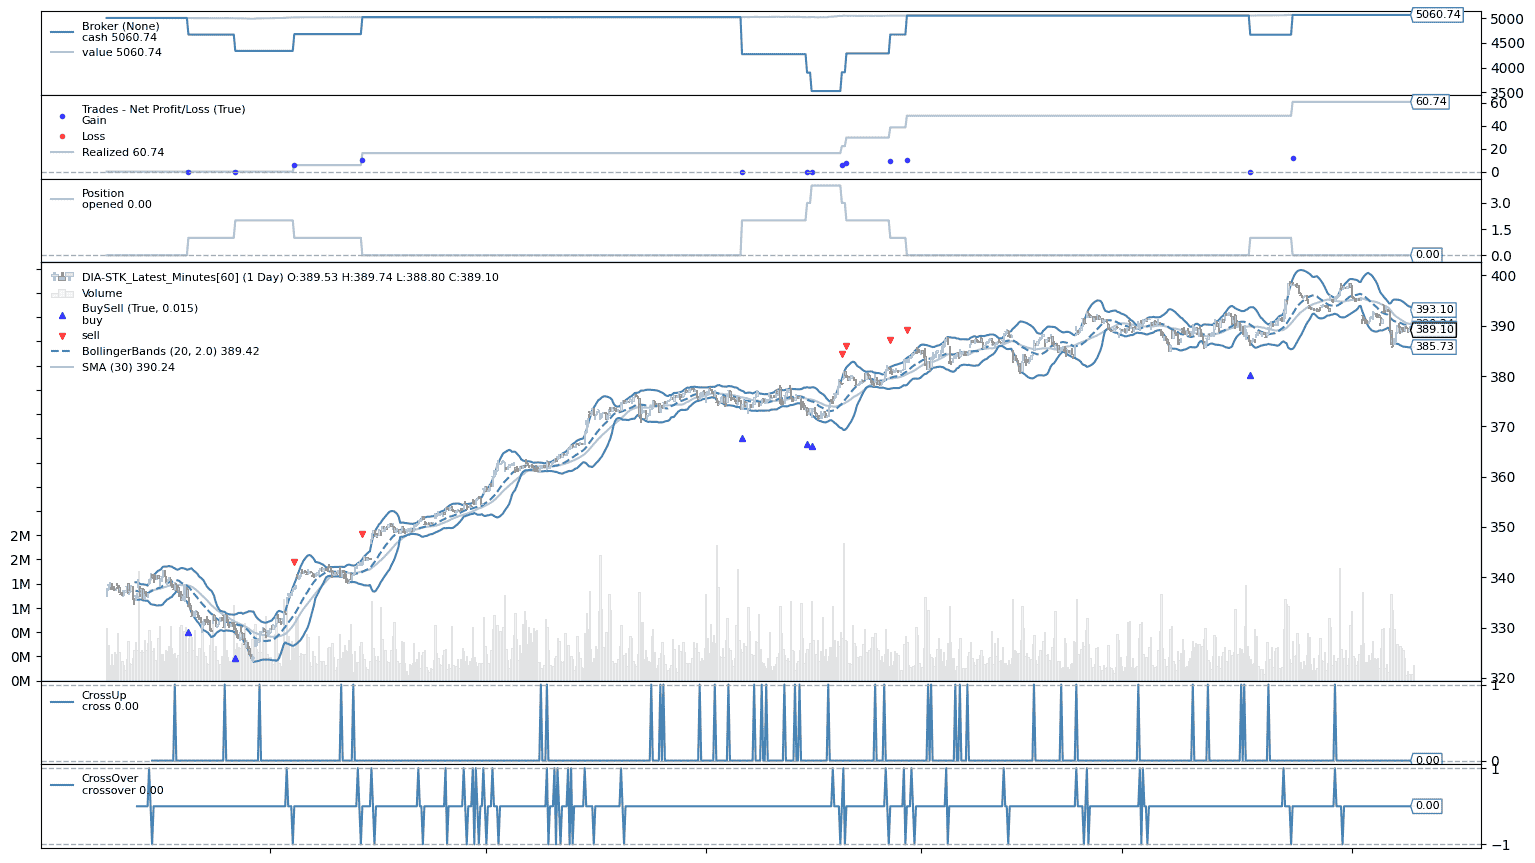 Broker (None)
cash 5060.74
value 5060.74
5060.74
5000
4500
4000
3500
Trades - Net Profit/Loss (True)
Gain
Loss
Realized 60.74
60.74
60
40
20
0
Position
opened 0.00
3.0
1.5
0.0
0.00
DIA-STK_Latest_Minutes[60] (1 Day) O:389.53 H:389.74 L:388.80 C:389.10
Volume
BuySell (True, 0.015)
buy
sell
BollingerBands (20, 2.0) 389.42
SMA (30) 390.24
393.10
389.10
385.73
400
390
380
370
360
350
340
330
320
2M
2M
1M
1M
0M
0M
0M
CrossUp
cross 0.00
1
0
0.00
CrossOver
crossover 0.00
1
0.00
−1